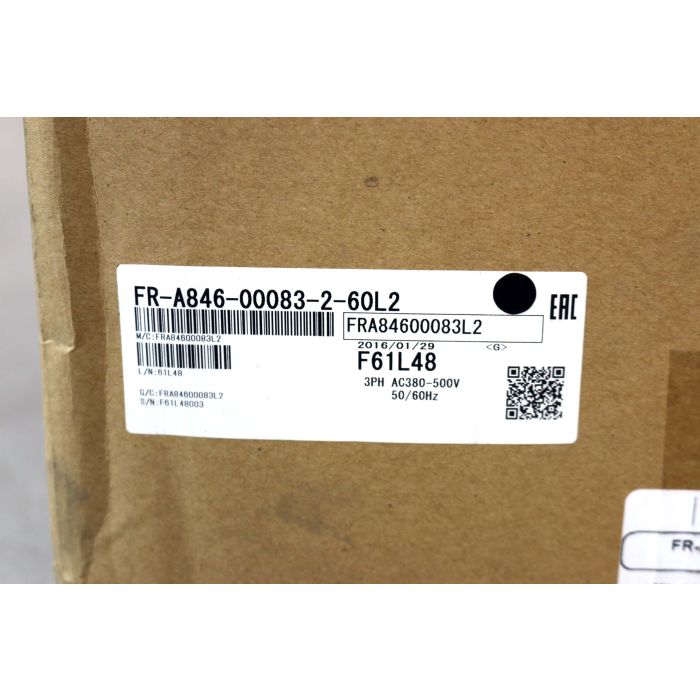 FR-A846-00083-2-60L2
EAC
FRA84600083L2
M/C:FRA84600083L2
2016/01/29 <G>
F61L48
L/N:61L48
3PH AC380-500V
G/C:FRA84600083L2
50/60Hz
S/N:F61L48003
FR-